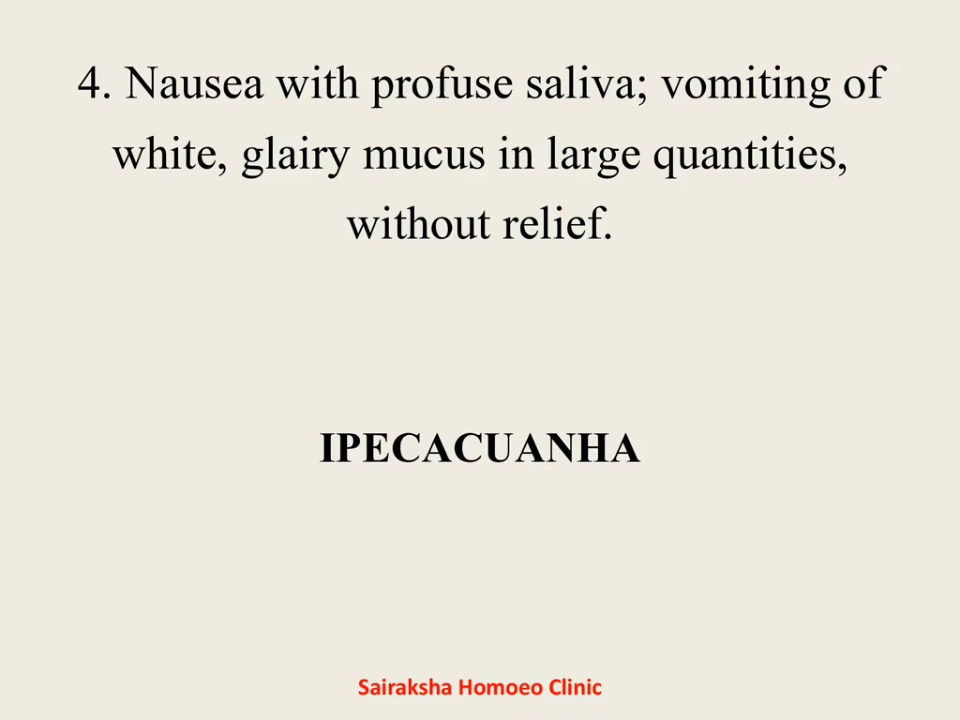 4. Nausea with profuse saliva; vomiting of
white, glairy mucus in large quantities,
without relief.
IPECACUANHA
Sairaksha Homoeo Clinic